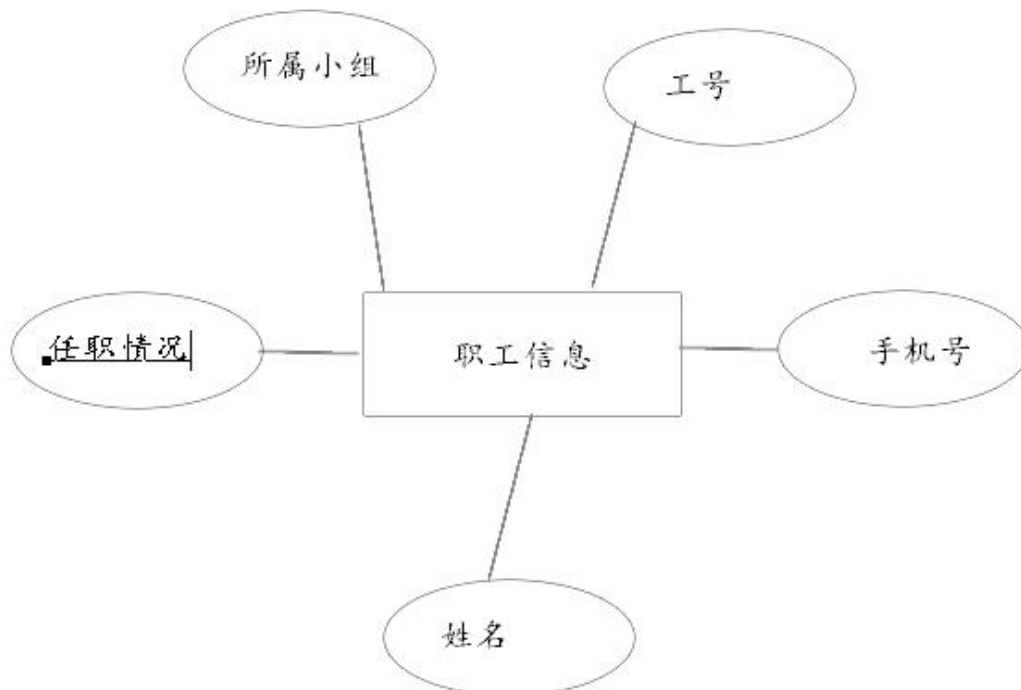 所属小组
工号
任职情况
职工信息
手机号
姓名